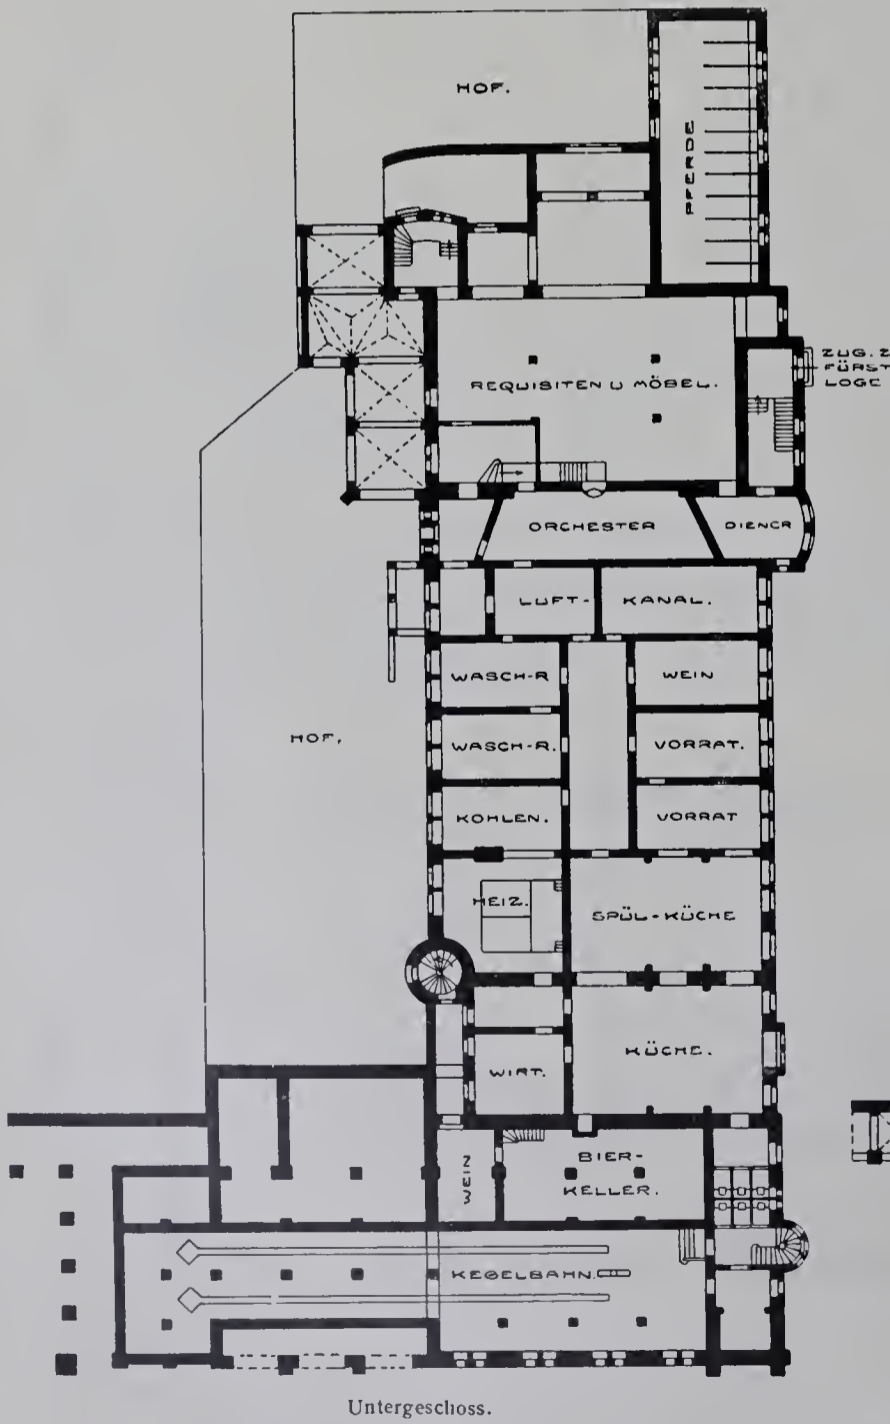 HOF.
PFERDE
ZUG. Z
FÜRST
LOGE
REQUISITEN U MÖBEL.
ORCHESTER
DIENER
LUFT-
KANAL.
WASCH-R
WEIN
HOF.
WASCH-R.
VORRAT.
KOHLEN.
VORRAT
HEIZ.
SPÜL-KÜCHE
KÜCHE.
WIRT.
WEIN
BIER-
KELLER.
KEGELBAHN.
Untergeschoss.